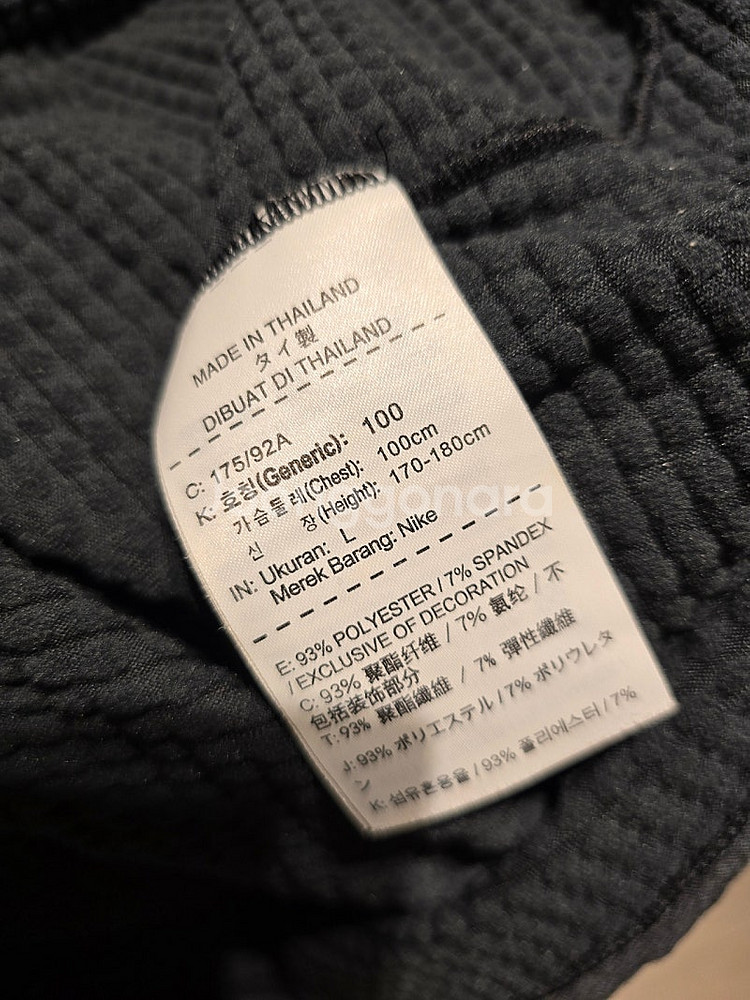 MADE IN THAILAND
タイ製
DIBUAT DI THAILAND
C: 175/92A
K: 호칭(Generic): 100
가슴둘레(Chest): 100cm
신 장(Height): 170-180cm
IN: Ukuran: L
Merek Barang: Nike
E: 93% POLYESTER / 7% SPANDEX
/ EXCLUSIVE OF DECORATION
C: 93% 聚酯纤维 / 7% 氨纶 / 不
包括装饰部分
T: 93% 聚酯纖維 / 7% 彈性纖維
J: 93% ポリエステル / 7% ポリウレタ
ン
K: 섬유혼용율 / 93% 폴리에스터 / 7%